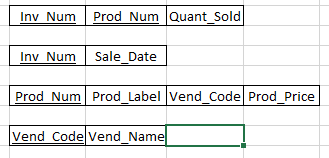 Inv_Num Prod_Num Quant_Sold
Inv_Num Sale_Date
Prod_Num Prod_Label Vend_Code Prod_Price
Vend_Code Vend_Name